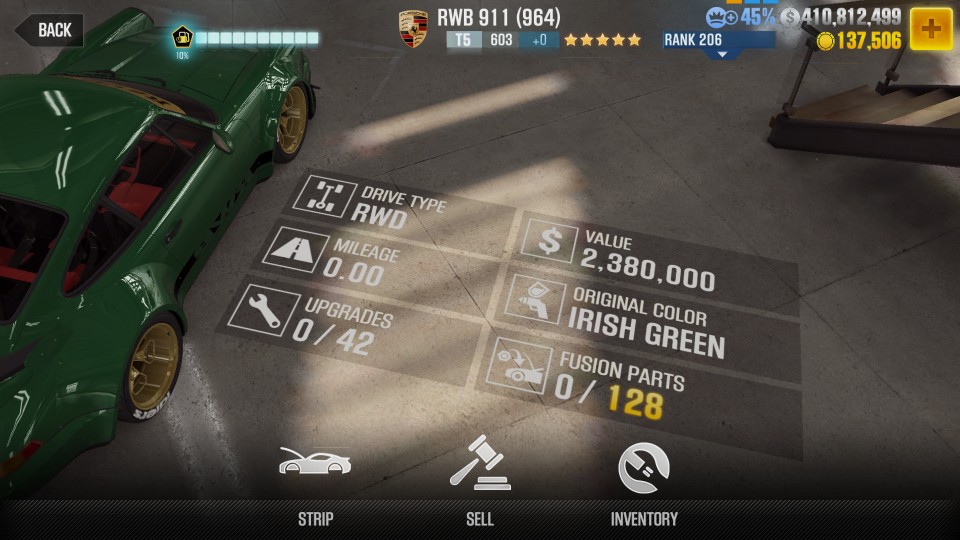 BACK
10%
RWB 911 (964)
T5 603 +0
RANK 206
45%
410,812,499
137,506
DRIVE TYPE
RWD
MILEAGE
0.00
UPGRADES
0 / 42
$
VALUE
2,380,000
ORIGINAL COLOR
IRISH GREEN
FUSION PARTS
0 / 128
STRIP
SELL
INVENTORY